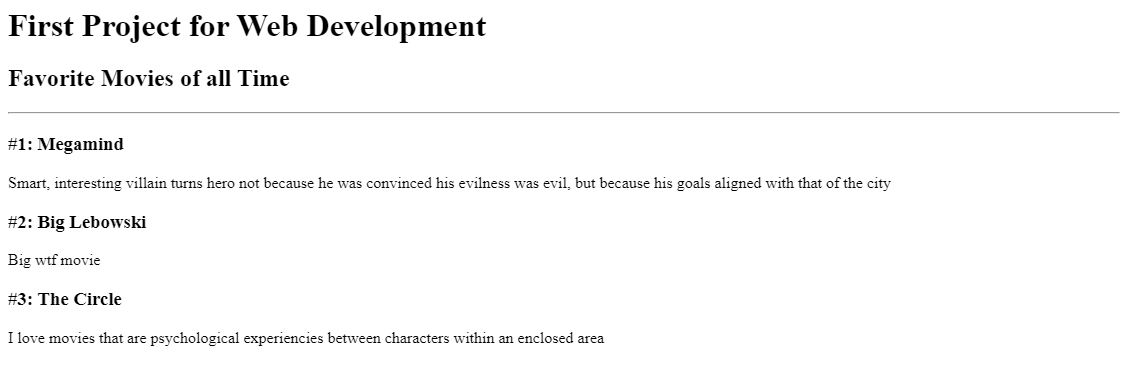 First Project for Web Development
Favorite Movies of all Time
#1: Megamind
Smart, interesting villain turns hero not because he was convinced his evilness was evil, but because his goals aligned with that of the city
#2: Big Lebowski
Big wtf movie
#3: The Circle
I love movies that are psychological experiencies between characters within an enclosed area